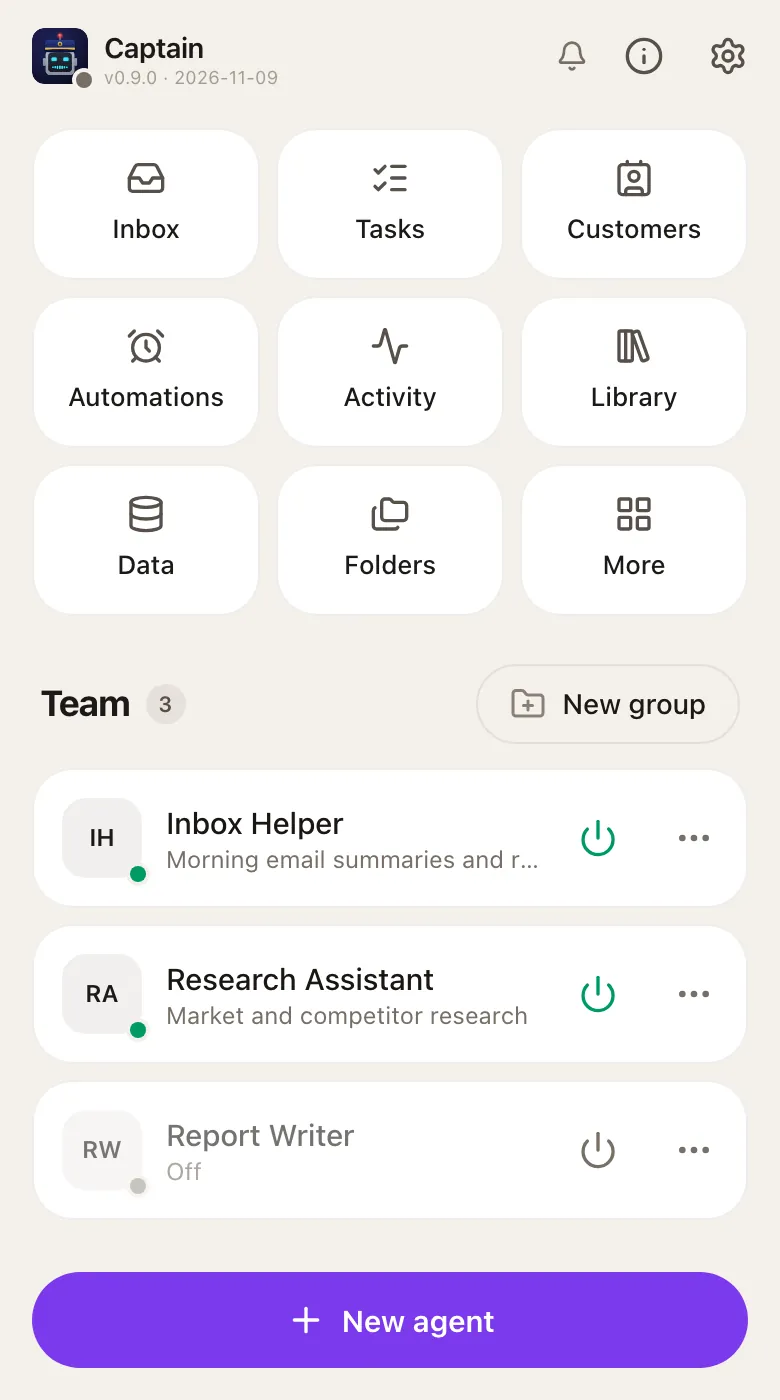 Captain
v0.9.0 · 2026-11-09
Inbox
Tasks
Customers
Automations
Activity
Library
Data
Folders
More
Team 3
New group
IH
Inbox Helper
Morning email summaries and r...
RA
Research Assistant
Market and competitor research
RW
Report Writer
Off
New agent